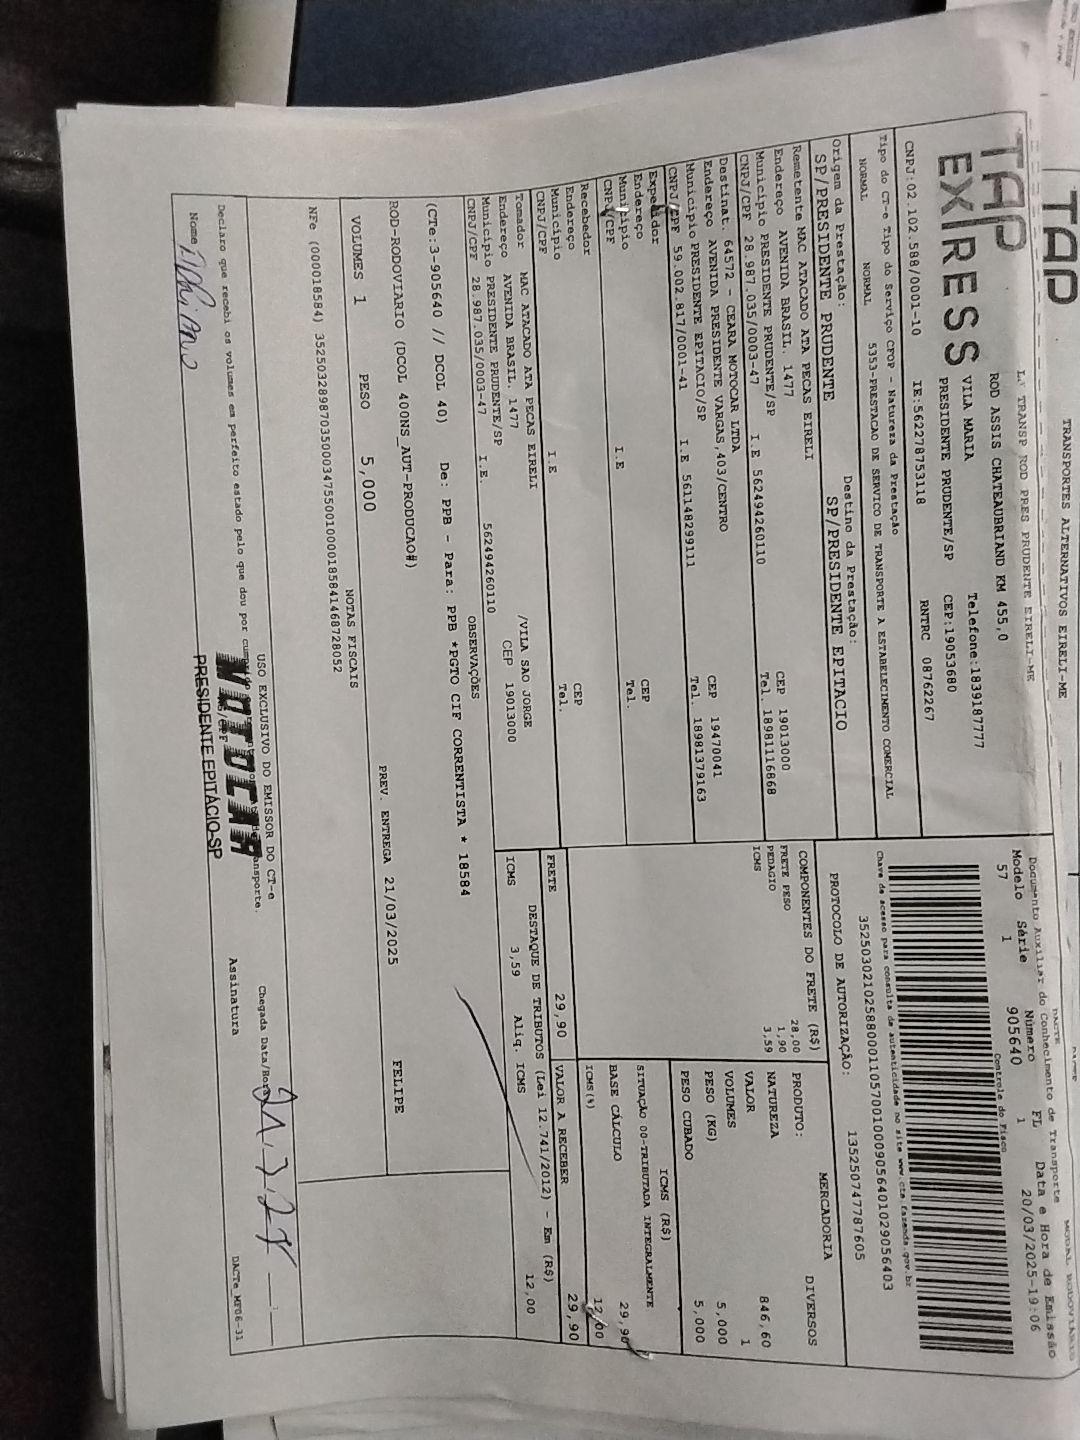 TAP
TRANSPORTES ALTERNATIVOS EIRELI-ME
TAP EXPRESS
TRANSP ROD PRES PRUDENTE EIRELI-ME
ROD ASSIS CHATEAUBRIAND KM 455,0
VILA MARIA Telefone:1839187777
PRESIDENTE PRUDENTE/SP CEP:19053680
CNPJ:02.102.588/0001-10 IE:562278753118 RNTRC 08762267
DACTE MODAL RODOVIÁRIO
Documento Auxiliar do Conhecimento de Transporte
Modelo Série Número FL Data e Hora de Emissão
57 1 905640 1 20/03/2025-19:06
Controle do Fisco
Chave de acesso para consulta de autenticidade no site www.cte.fazenda.gov.br
35250302102588000110570010009056401029056403
PROTOCOLO DE AUTORIZAÇÃO: 135250747787605
Tipo do CT-e Tipo do Serviço CFOP - Natureza da Prestação
NORMAL NORMAL 5353-PRESTACAO DE SERVICO DE TRANSPORTE A ESTABELECIMENTO COMERCIAL
Origem da Prestação: Destino da Prestação:
SP/PRESIDENTE PRUDENTE SP/PRESIDENTE EPITACIO
Remetente MAC ATACADO ATA PECAS EIRELI
Endereço AVENIDA BRASIL, 1477 CEP 19013000
Município PRESIDENTE PRUDENTE/SP Tel. 18981116868
CNPJ/CPF 28.987.035/0003-47 I.E 562494260110
Destinat. 64572 - CEARA MOTOCAR LTDA
Endereço AVENIDA PRESIDENTE VARGAS,403/CENTRO CEP 19470041
Município PRESIDENTE EPITACIO/SP Tel. 18981379163
CNPJ/CPF 59.002.817/0001-41 I.E 561148299111
Expedidor
Endereço CEP
Município Tel.
CNPJ/CPF I.E
Recebedor
Endereço CEP
Município Tel.
CNPJ/CPF I.E
Tomador MAC ATACADO ATA PECAS EIRELI
Endereço AVENIDA BRASIL, 1477 /VILA SAO JORGE
Município PRESIDENTE PRUDENTE/SP CEP 19013000
CNPJ/CPF 28.987.035/0003-47 I.E. 562494260110
COMPONENTES DO FRETE (R$)
FRETE PESO 28,00
PEDAGIO 1,90
ICMS 3,59
MERCADORIA
PRODUTO: DIVERSOS
NATUREZA
VALOR 846,60
VOLUMES 1
PESO (KG) 5,000
PESO CUBADO 5,000
ICMS (R$)
SITUAÇÃO 00-TRIBUTADA INTEGRALMENTE
BASE CÁLCULO 29,90
ICMS(%) 12,00
FRETE 29,90 VALOR A RECEBER 29,90
DESTAQUE DE TRIBUTOS (Lei 12.741/2012) - Em (R$)
ICMS 3,59 Aliq. ICMS 12,00
OBSERVAÇÕES
(CTe:3-905640 // DCOL 40) De: PPB - Para: PPB *PGTO CIF CORRENTISTA * 18584
ROD-RODOVIARIO (DCOL 400NS_AUT-PRODUCAO#) PREV. ENTREGA 21/03/2025 FELIPE
VOLUMES 1 PESO 5,000
NOTAS FISCAIS
NFe (000018584) 35250328987035000347550010000185841468728052
USO EXCLUSIVO DO EMISSOR DO CT-e
Declaro que recebi os volumes em perfeito estado pelo que dou por cumprido
Nome Assinatura
Chegada Data/Hora
MOTOCAR
PRESIDENTE EPITÁCIO-SP
DACTe_MF06-31